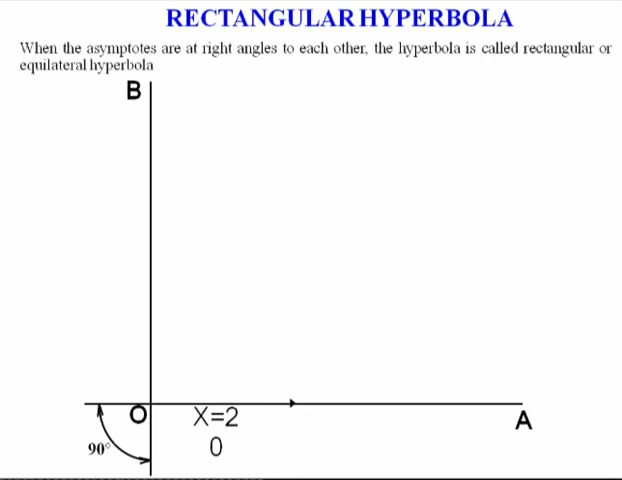 RECTANGULAR HYPERBOLA
When the asymptotes are at right angles to each other, the hyperbola is called rectangular or
equilateral hyperbola
B
O
X=2
0
A
90°